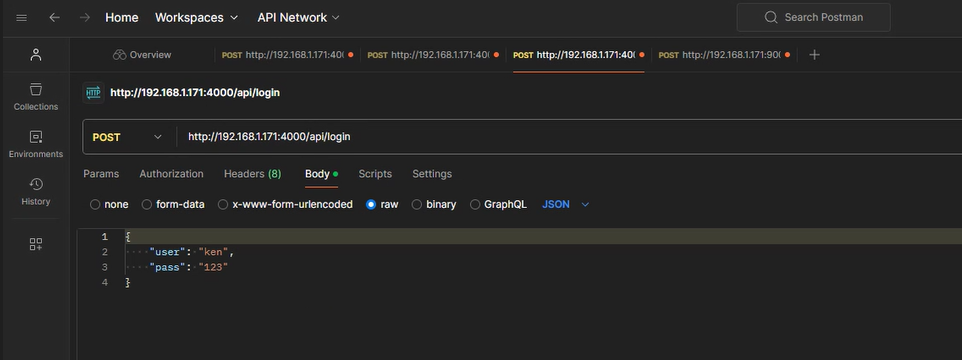 Home Workspaces API Network Search Postman
Overview POST http://192.168.1.171:400 POST http://192.168.1.171:400 POST http://192.168.1.171:400 POST http://192.168.1.171:900
HTTP http://192.168.1.171:4000/api/login
Collections
POST http://192.168.1.171:4000/api/login
Environments
Params Authorization Headers (8) Body Scripts Settings
History
none form-data x-www-form-urlencoded raw binary GraphQL JSON
1 {
2 "user": "ken",
3 "pass": "123"
4 }